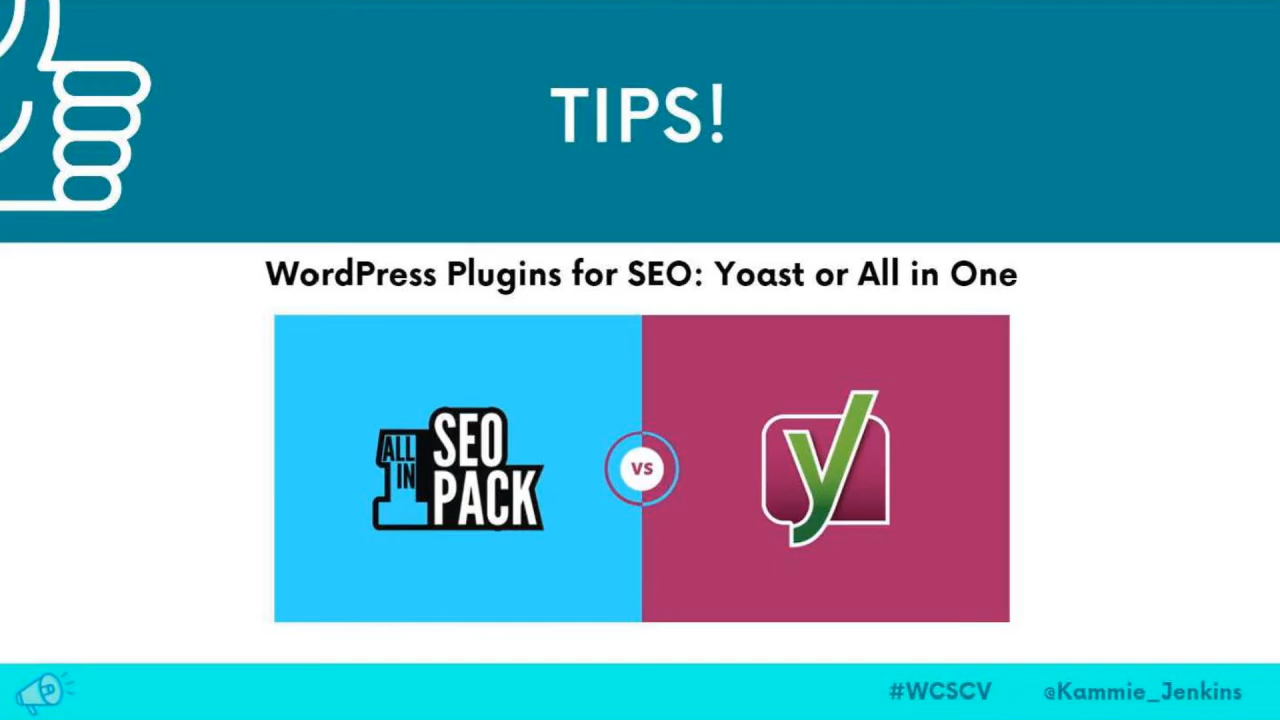 TIPS!
WordPress Plugins for SEO: Yoast or All in One
ALL IN 1 SEO PACK
VS
y
#WCSCV
@Kammie_Jenkins